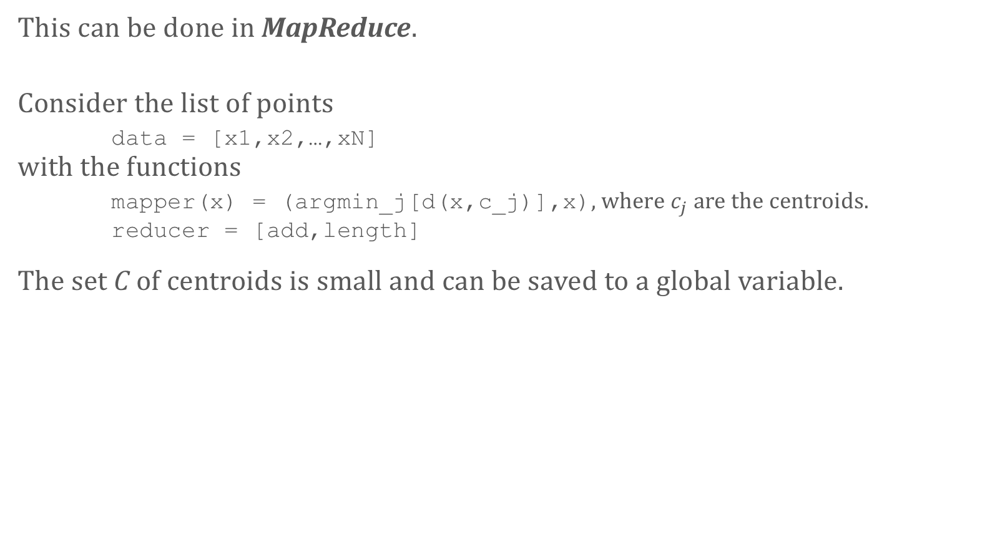 This can be done in MapReduce.
Consider the list of points
data = [x1,x2,…,xN]
with the functions
mapper(x) = (argmin_j[d(x,c_j)],x), where c_j are the centroids.
reducer = [add,length]
The set C of centroids is small and can be saved to a global variable.